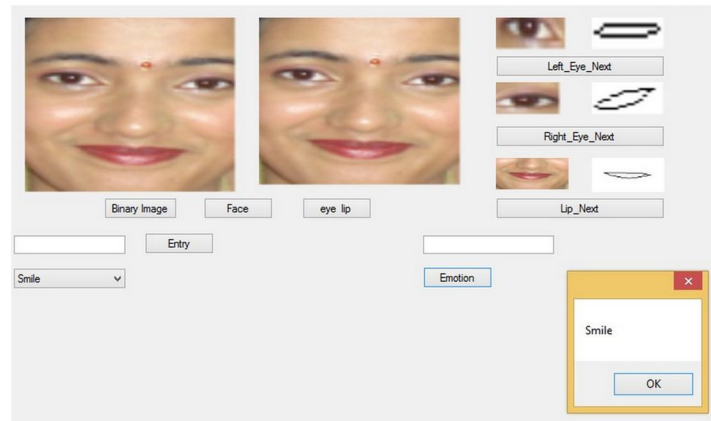 Left_Eye_Next
Right_Eye_Next
Binary Image Face eye lip Lip_Next
Entry
Smile Emotion
Smile
OK